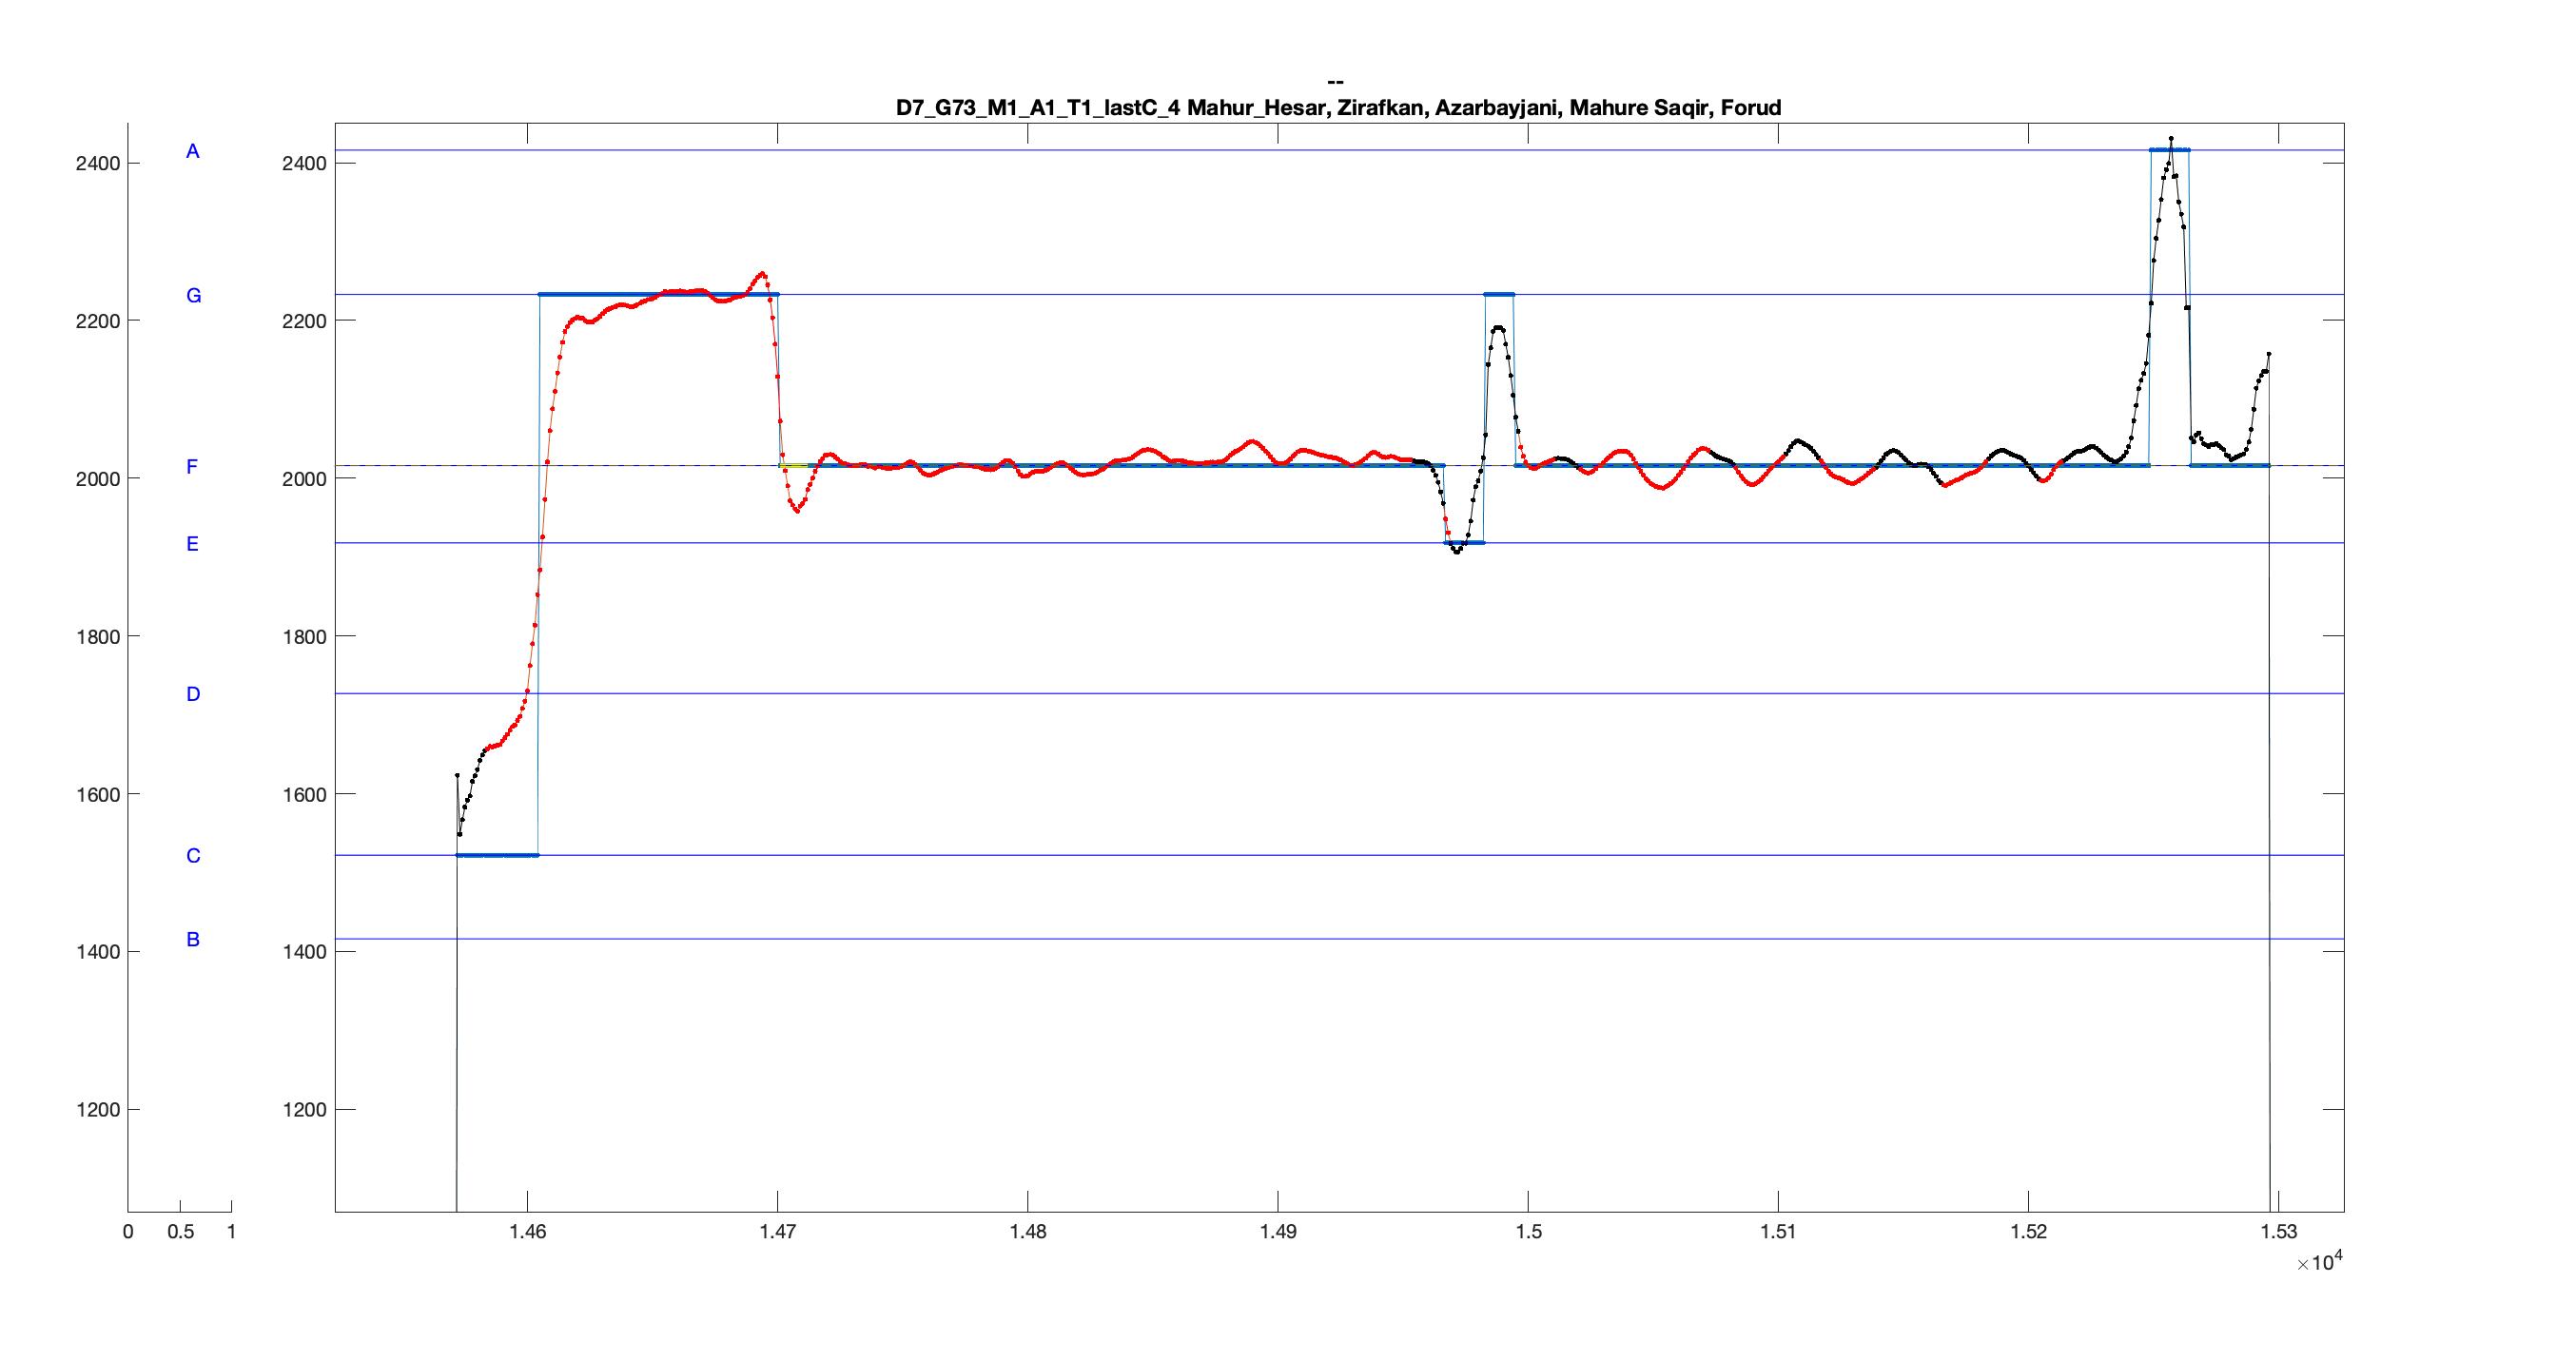 --
D7_G73_M1_A1_T1_lastC_4 Mahur_Hesar, Zirafkan, Azarbayjani, Mahure Saqir, Forud
2400 A 2400
G
2200 2200
F
2000 2000
E
1800 1800
D
1600 1600
C
B
1400 1400
1200 1200
0 0.5 1 1.46 1.47 1.48 1.49 1.5 1.51 1.52 1.53
×10^4